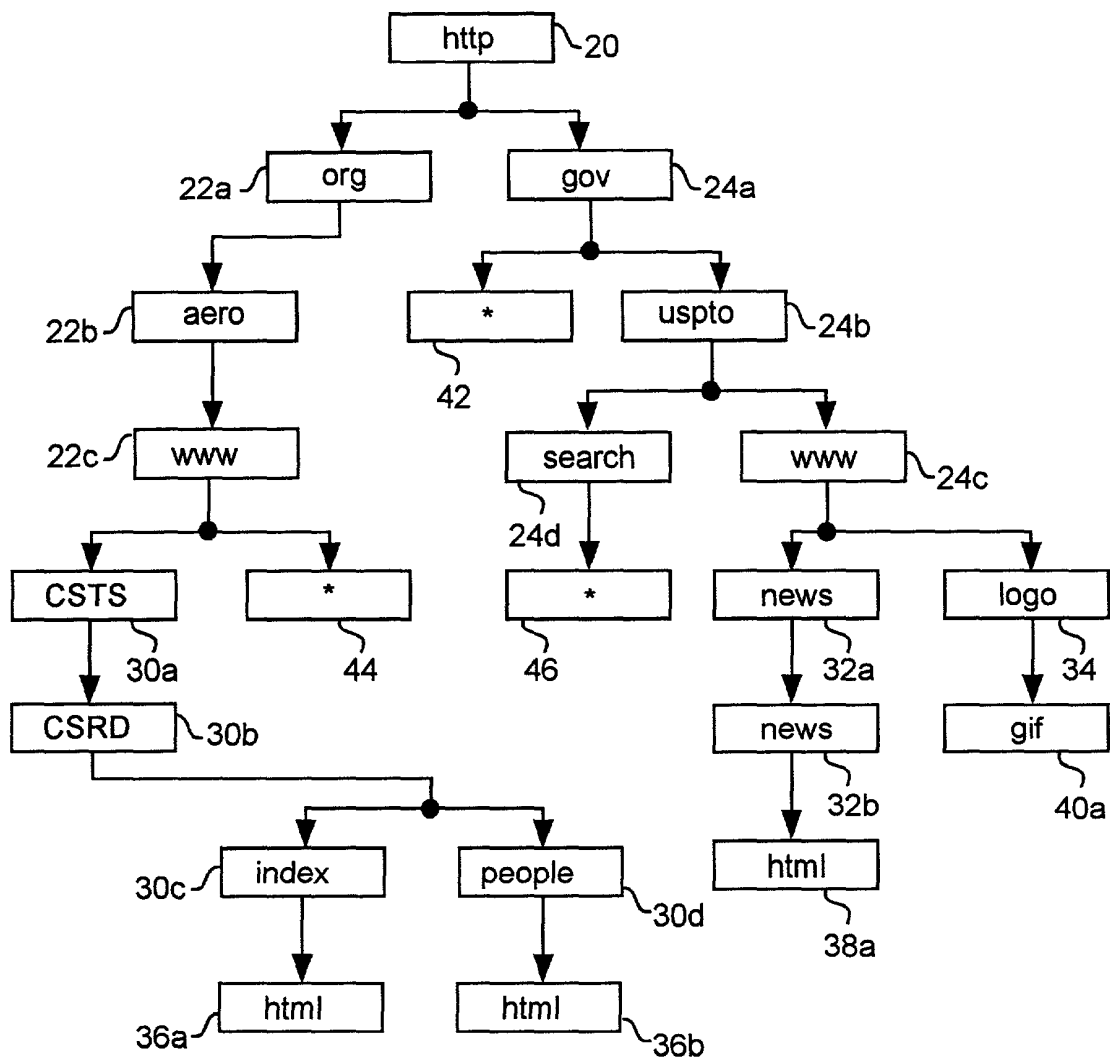 http
20
org
22a
gov
24a
aero
22b
*
42
uspto
24b
www
22c
search
24d
www
24c
CSTS
30a
*
44
*
46
news
32a
logo
34
CSRD
30b
news
32b
gif
40a
index
30c
people
30d
html
38a
html
36a
html
36b